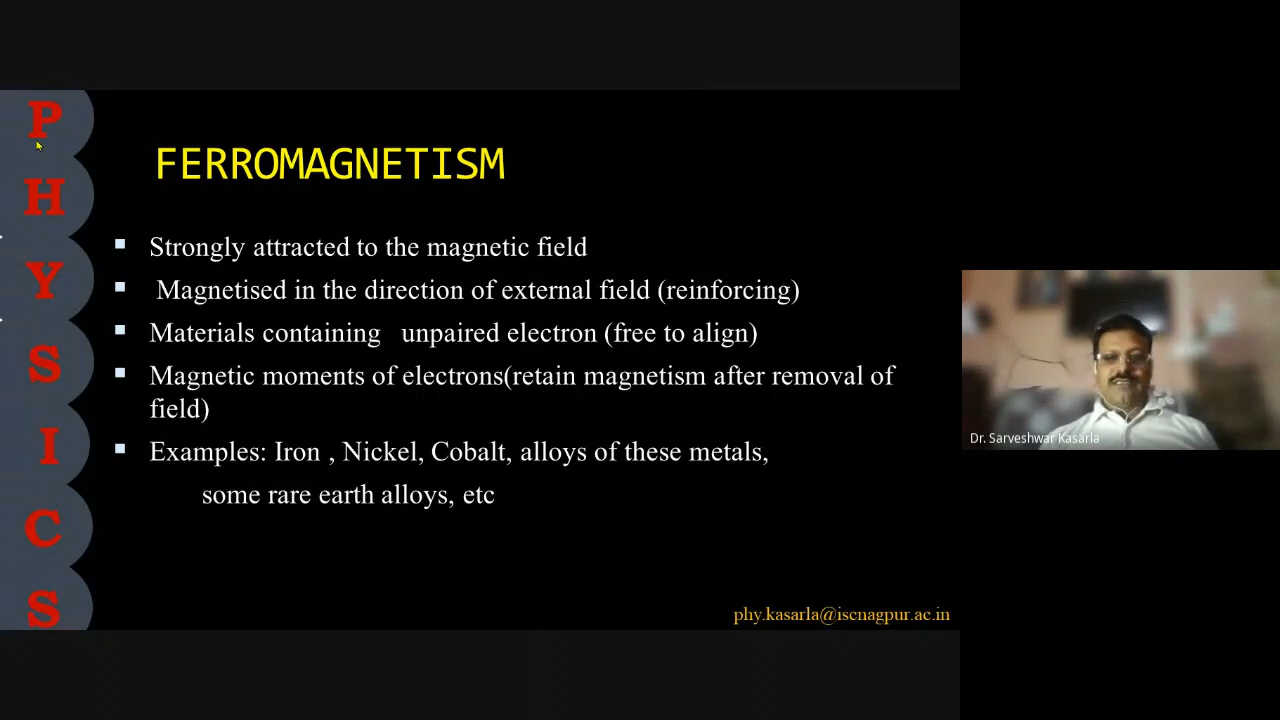 P
H
Y
S
I
C
S
FERROMAGNETISM
Strongly attracted to the magnetic field
Magnetised in the direction of external field (reinforcing)
Materials containing unpaired electron (free to align)
Magnetic moments of electrons(retain magnetism after removal of
field)
Examples: Iron , Nickel, Cobalt, alloys of these metals,
some rare earth alloys, etc
phy.kasarla@iscnagpur.ac.in
Dr. Sarveshwar Kasarla